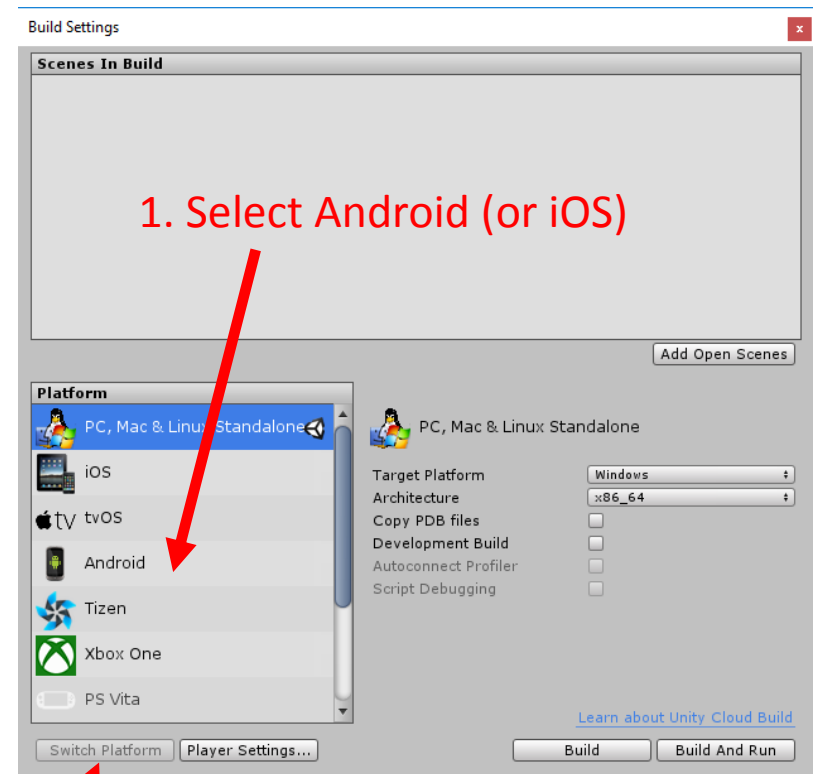 Build Settings
x
Scenes In Build
1. Select Android (or iOS)
Add Open Scenes
Platform
PC, Mac & Linux Standalone
iOS
tv tvOS
Android
Tizen
Xbox One
PS Vita
PC, Mac & Linux Standalone
Target Platform Windows
Architecture x86_64
Copy PDB files
Development Build
Autoconnect Profiler
Script Debugging
Learn about Unity Cloud Build
Switch Platform Player Settings... Build Build And Run